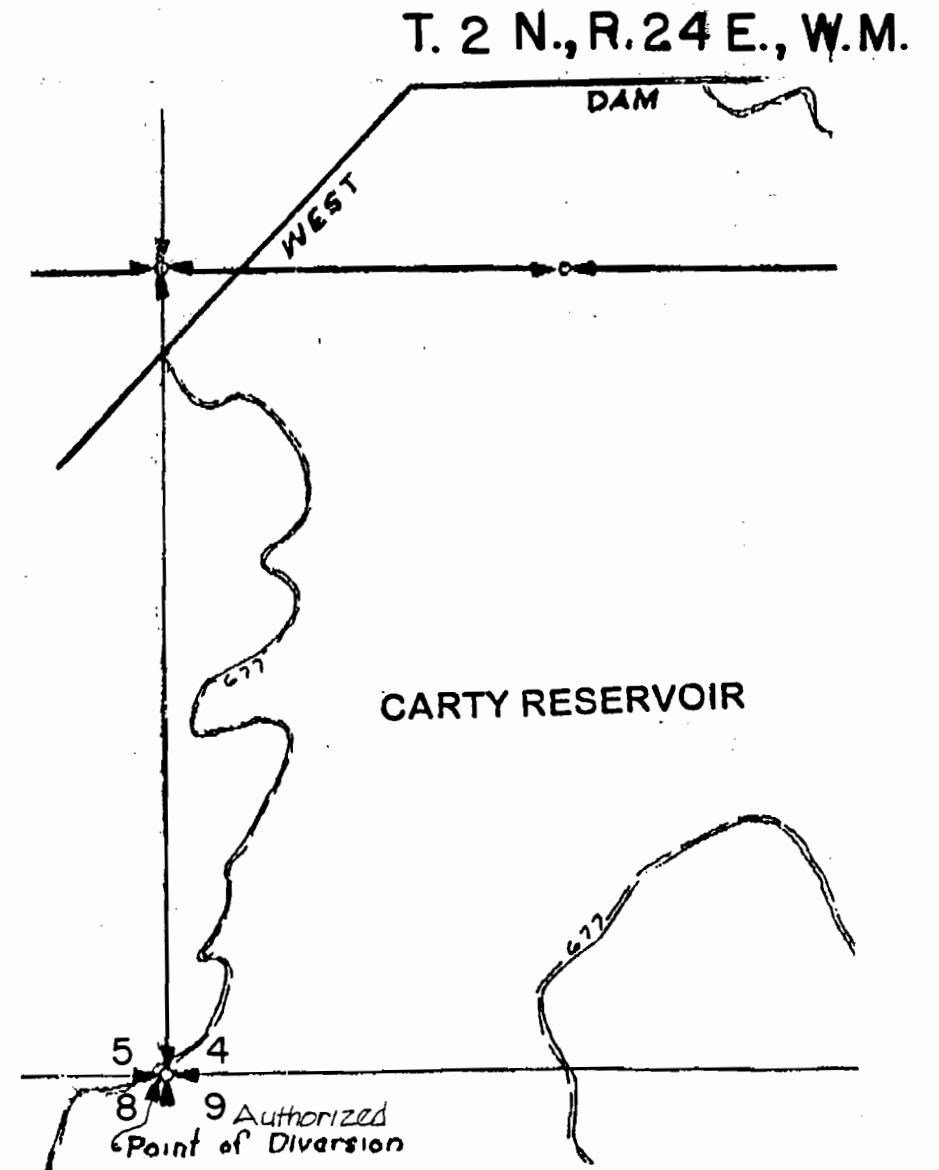 T. 2 N., R. 24 E., W.M.
DAM
WEST
677
CARTY RESERVOIR
677
5 4
8 9 Authorized
Point of Diversion